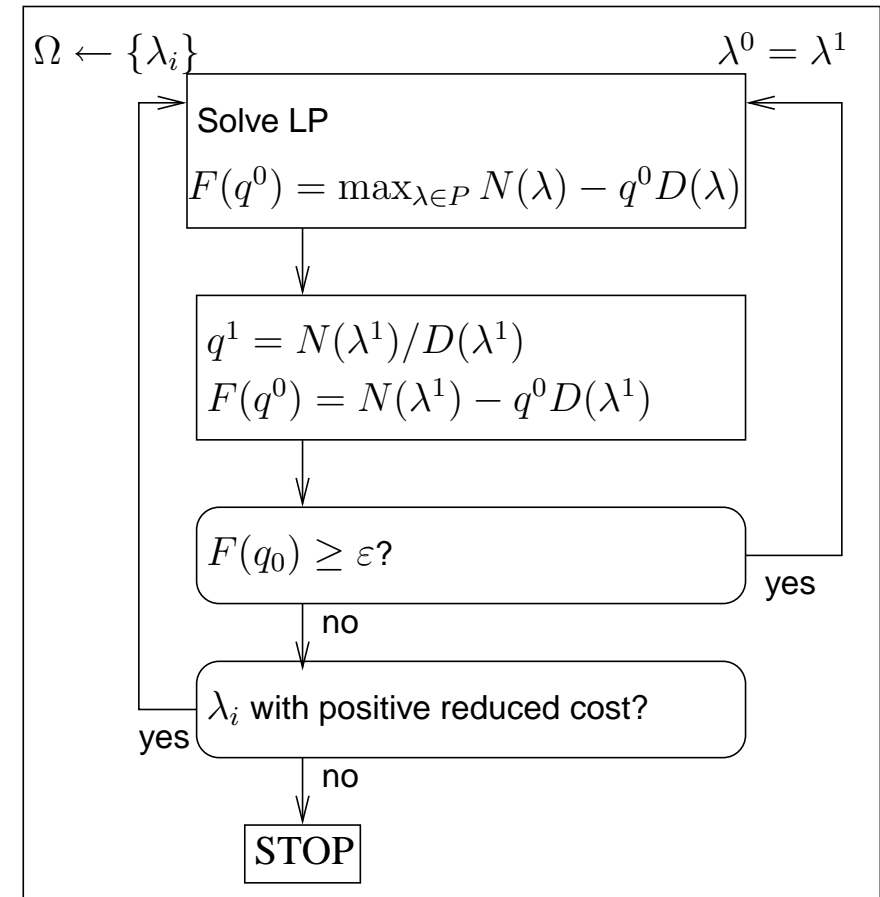 Ω ← {λ_i}
λ^0 = λ^1
Solve LP
F(q^0) = max_{λ∈P} N(λ) − q^0 D(λ)
q^1 = N(λ^1)/D(λ^1)
F(q^0) = N(λ^1) − q^0 D(λ^1)
F(q_0) ≥ ε?
yes
no
λ_i with positive reduced cost?
yes
no
STOP